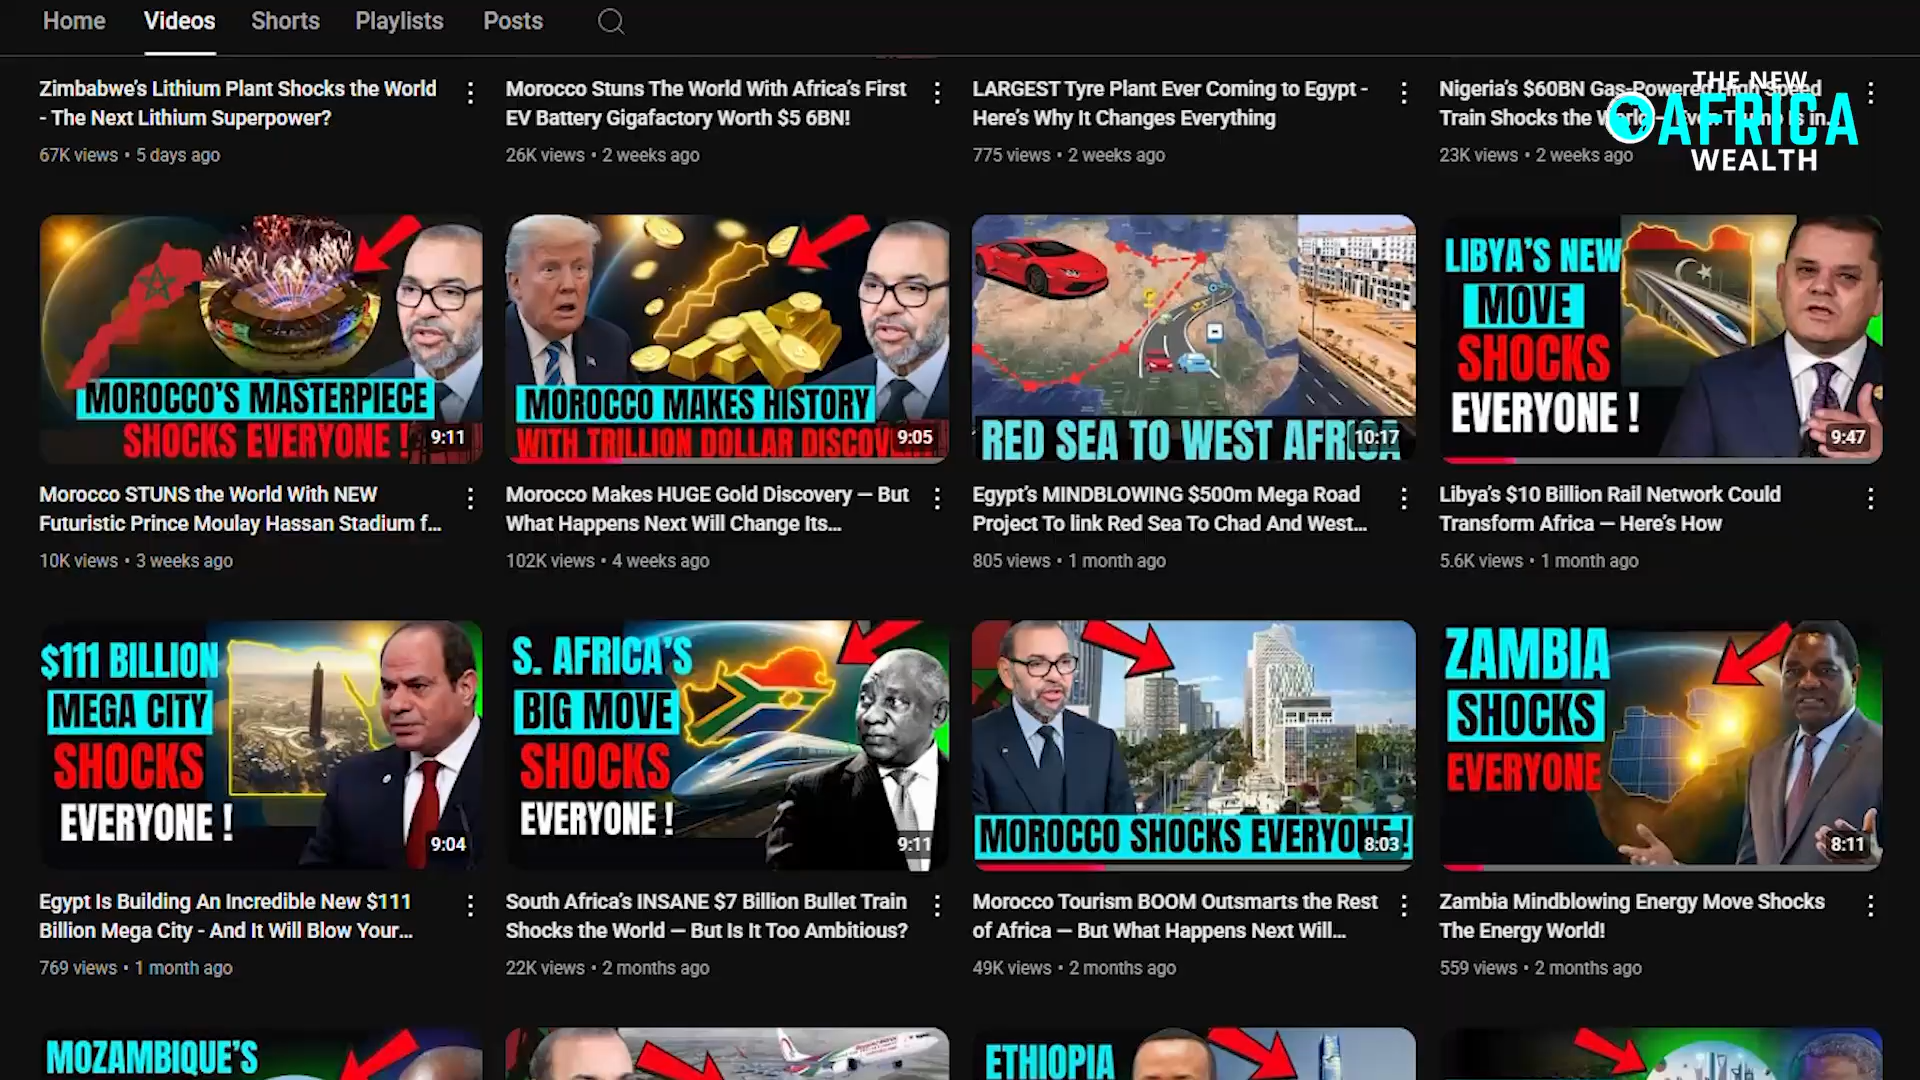 Home Videos Shorts Playlists Posts
Zimbabwe's Lithium Plant Shocks the World
- The Next Lithium Superpower?
67K views • 5 days ago
Morocco Stuns The World With Africa's First
EV Battery Gigafactory Worth $5 6BN!
26K views • 2 weeks ago
LARGEST Tyre Plant Ever Coming to Egypt -
Here's Why It Changes Everything
775 views • 2 weeks ago
Nigeria's $60BN Gas-Powered High Speed
Train Shocks the World – Even Trump Is in...
23K views • 2 weeks ago
THE NEW
AFRICA
WEALTH
MOROCCO'S MASTERPIECE
SHOCKS EVERYONE !
9:11
MOROCCO MAKES HISTORY
WITH TRILLION DOLLAR DISCOV
9:05
RED SEA TO WEST AFRICA
10:17
LIBYA'S NEW
MOVE
SHOCKS
EVERYONE !
9:47
Morocco STUNS the World With NEW
Futuristic Prince Moulay Hassan Stadium f...
10K views • 3 weeks ago
Morocco Makes HUGE Gold Discovery — But
What Happens Next Will Change Its...
102K views • 4 weeks ago
Egypt's MINDBLOWING $500m Mega Road
Project To link Red Sea To Chad And West...
805 views • 1 month ago
Libya's $10 Billion Rail Network Could
Transform Africa — Here's How
5.6K views • 1 month ago
$111 BILLION
MEGA CITY
SHOCKS
EVERYONE !
9:04
S. AFRICA'S
BIG MOVE
SHOCKS
EVERYONE !
9:11
MOROCCO SHOCKS EVERYONE !
8:03
ZAMBIA
SHOCKS
EVERYONE
8:11
Egypt Is Building An Incredible New $111
Billion Mega City - And It Will Blow Your...
769 views • 1 month ago
South Africa's INSANE $7 Billion Bullet Train
Shocks the World — But Is It Too Ambitious?
22K views • 2 months ago
Morocco Tourism BOOM Outsmarts the Rest
of Africa — But What Happens Next Will...
49K views • 2 months ago
Zambia Mindblowing Energy Move Shocks
The Energy World!
559 views • 2 months ago
MOZAMBIQUE'S
ETHIOPIA